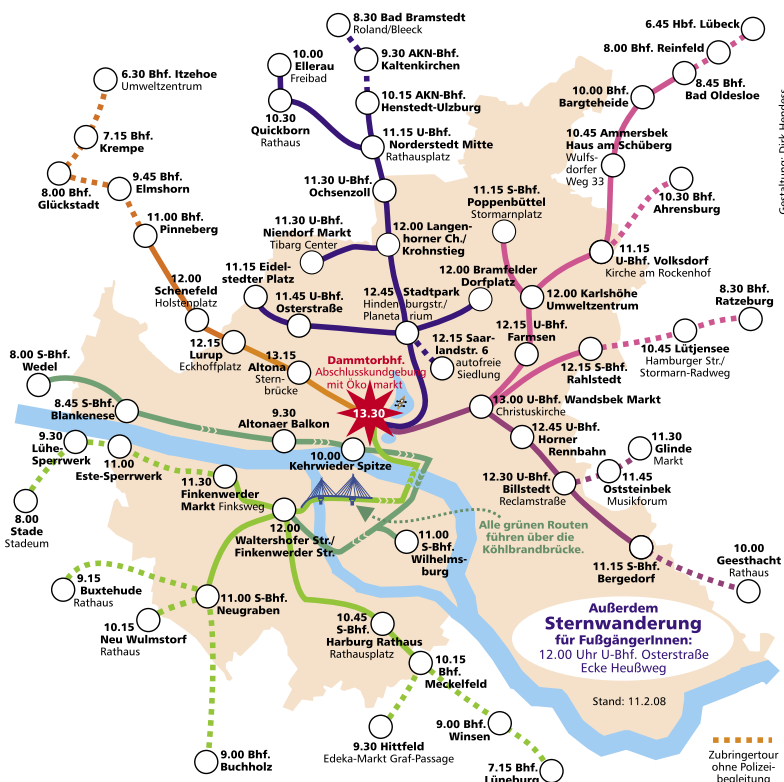 8.30 Bad Bramstedt
Roland/Bleeck
6.45 Hbf. Lübeck
8.00 Bhf. Reinfeld
9.30 AKN-Bhf.
Kaltenkirchen
10.00
Ellerau
Freibad
6.30 Bhf. Itzehoe
Umweltzentrum
8.45 Bhf.
Bad Oldesloe
10.00 Bhf.
Bargteheide
10.15 AKN-Bhf.
Henstedt-Ulzburg
10.30
Quickborn
Rathaus
7.15 Bhf.
Krempe
11.15 U-Bhf.
Norderstedt Mitte
Rathausplatz
10.45 Ammersbek
Haus am Schüberg
Wulfs-
dorfer
Weg 33
Gestaltung: Dirk Henders
8.00 Bhf.
Glückstadt
9.45 Bhf.
Elmshorn
11.30 U-Bhf.
Ochsenzoll
11.15 S-Bhf.
Poppenbüttel
Stormarnplatz
10.30 Bhf.
Ahrensburg
11.00 Bhf.
Pinneberg
11.30 U-Bhf.
Niendorf Markt
Tibarg Center
12.00 Langen-
horner Ch./
Krohnstieg
11.15
U-Bhf. Volksdorf
Kirche am Rockenhof
11.15 Eidel-
stedter Platz
12.00 Bramfelder
Dorfplatz
12.00
Schenefeld
Holstenplatz
11.45 U-Bhf.
Osterstraße
12.45 Stadtpark
Hindenburgstr./
Planetarium
12.00 Karlshöhe
Umweltzentrum
8.30 Bhf.
Ratzeburg
12.15
Lurup
Eckhoffplatz
12.15 Saar-
landstr. 6
autofreie
Siedlung
12.15 U-Bhf.
Farmsen
10.45 Lütjensee
Hamburger Str./
Stormarn-Radweg
8.00 S-Bhf.
Wedel
13.15
Altona
Stern-
brücke
Dammtorbhf.
Abschlusskundgebung
mit Ökomarkt
13.30
12.15 S-Bhf.
Rahlstedt
8.45 S-Bhf.
Blankenese
13.00 U-Bhf. Wandsbek Markt
Christuskirche
9.30
Altonaer Balkon
12.45 U-Bhf.
Horner
Rennbahn
9.30
Lühe-
Sperrwerk
11.00
Este-Sperrwerk
10.00
Kehrwieder Spitze
11.30
Glinde
Markt
11.30
Finkenwerder
Markt Finksweg
12.30 U-Bhf.
Billstedt
Reclamstraße
11.45
Oststeinbek
Musikforum
8.00
Stade
Stadeum
12.00
Waltershofer Str./
Finkenwerder Str.
Alle grünen Routen
führen über die
Köhlbrandbrücke.
11.00
S-Bhf.
Wilhelms-
burg
11.15 S-Bhf.
Bergedorf
10.00
Geesthacht
Rathaus
9.15
Buxtehude
Rathaus
11.00 S-Bhf.
Neugraben
10.15
Neu Wulmstorf
Rathaus
10.45
S-Bhf.
Harburg Rathaus
Rathausplatz
Außerdem
Sternwanderung
für FußgängerInnen:
12.00 Uhr U-Bhf. Osterstraße
Ecke Heußweg
10.15
Bhf.
Meckelfeld
Stand: 11.2.08
9.00 Bhf.
Winsen
9.30 Hittfeld
Edeka-Markt Graf-Passage
9.00 Bhf.
Buchholz
7.15 Bhf.
Lüneburg
Zubringertour
ohne Polizei-
begleitung